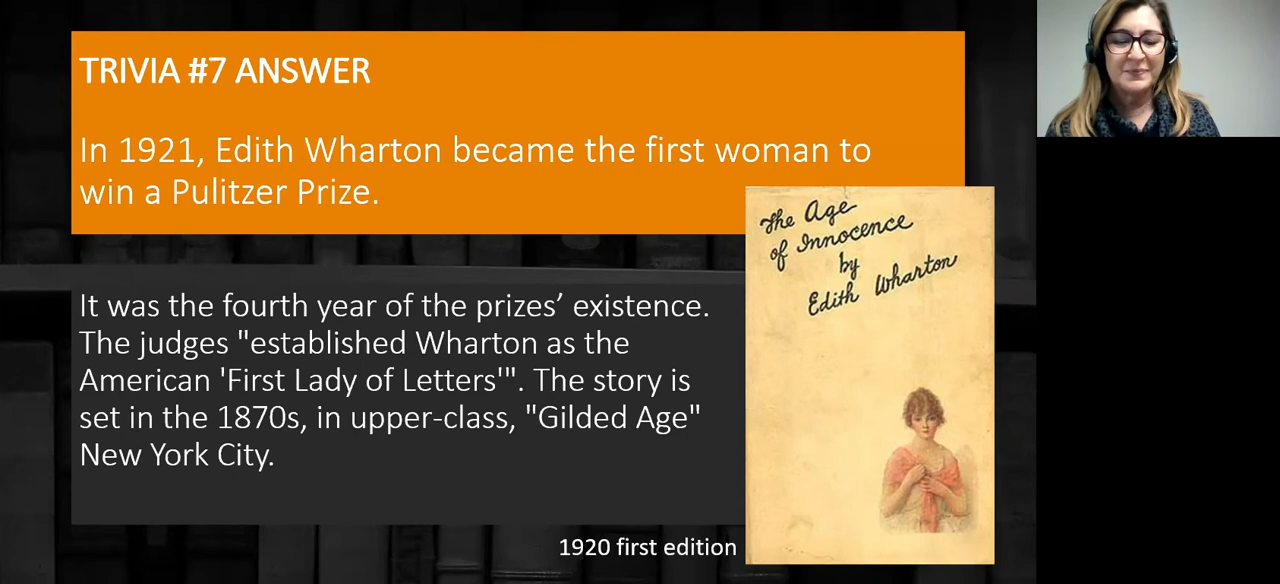 TRIVIA #7 ANSWER
In 1921, Edith Wharton became the first woman to
win a Pulitzer Prize.
The Age
of Innocence
by
Edith Wharton
It was the fourth year of the prizes’ existence.
The judges "established Wharton as the
American 'First Lady of Letters'". The story is
set in the 1870s, in upper-class, "Gilded Age"
New York City.
1920 first edition